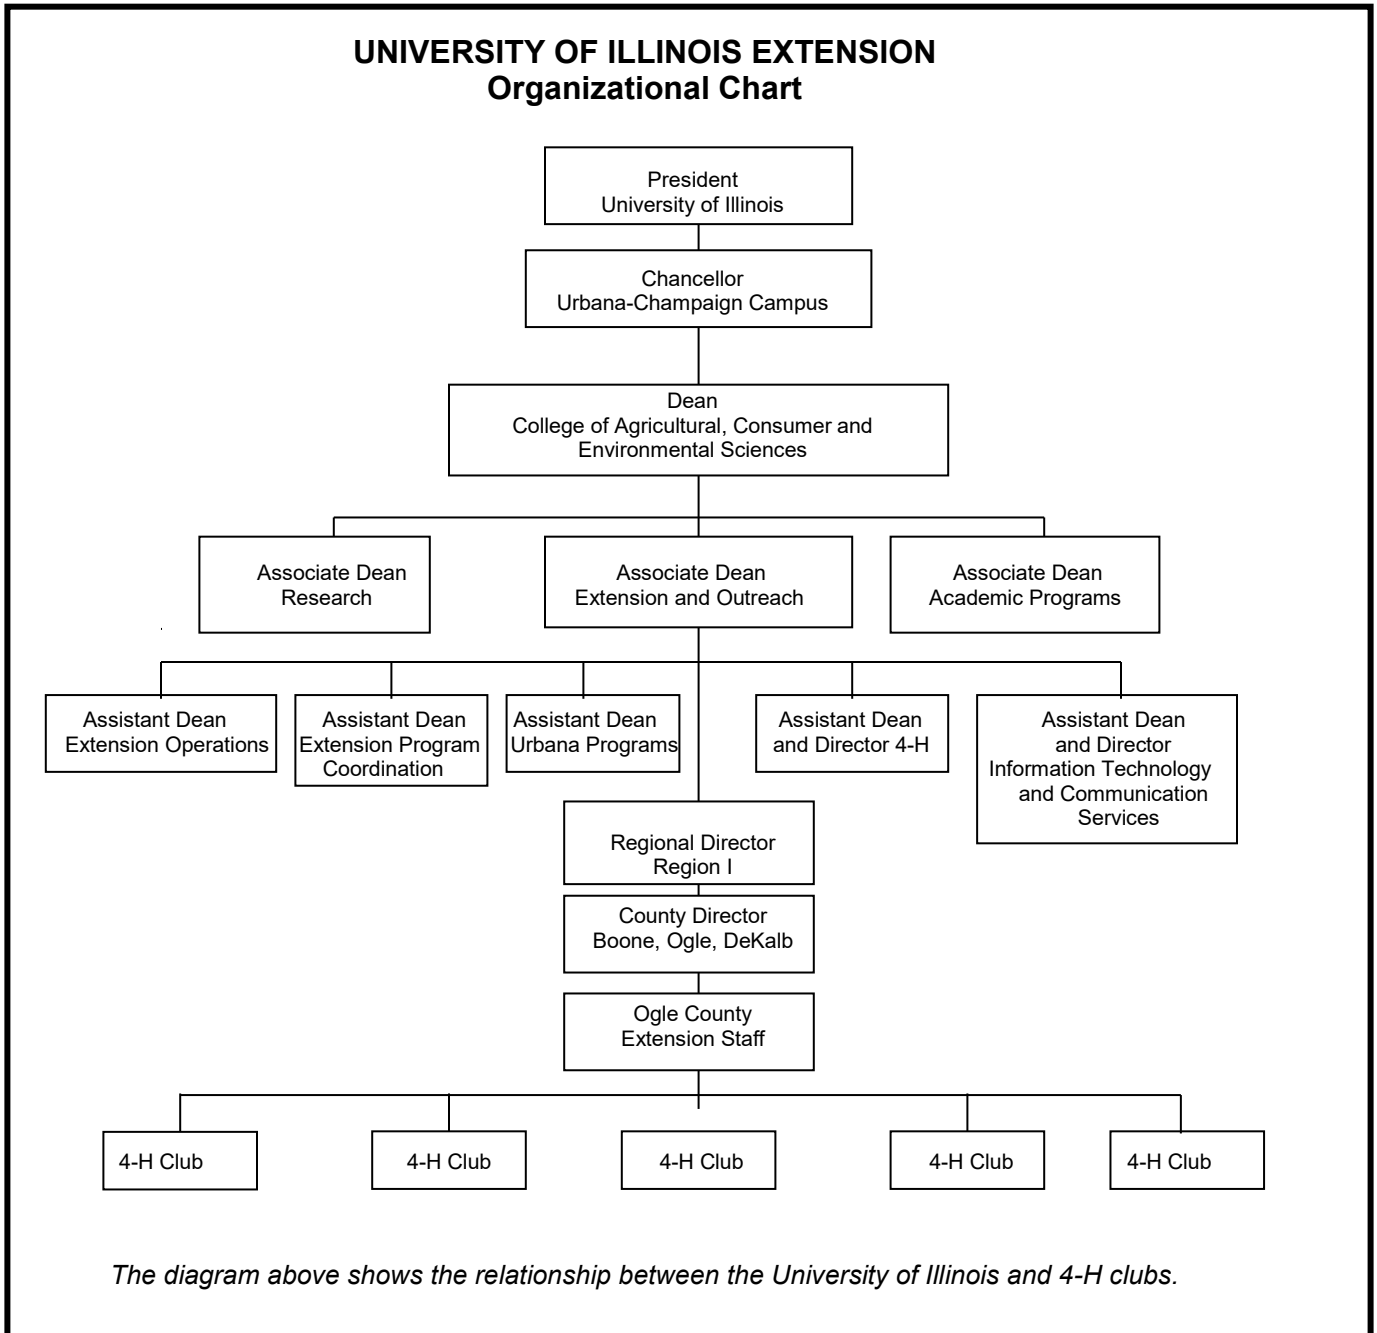 UNIVERSITY OF ILLINOIS EXTENSION
Organizational Chart
President
University of Illinois
Chancellor
Urbana-Champaign Campus
Dean
College of Agricultural, Consumer and
Environmental Sciences
Associate Dean
Research
Associate Dean
Extension and Outreach
Associate Dean
Academic Programs
Assistant Dean
Extension Operations
Assistant Dean
Extension Program
Coordination
Assistant Dean
Urbana Programs
Assistant Dean
and Director 4-H
Assistant Dean
and Director
Information Technology
and Communication
Services
Regional Director
Region I
County Director
Boone, Ogle, DeKalb
Ogle County
Extension Staff
4-H Club
4-H Club
4-H Club
4-H Club
4-H Club
The diagram above shows the relationship between the University of Illinois and 4-H clubs.